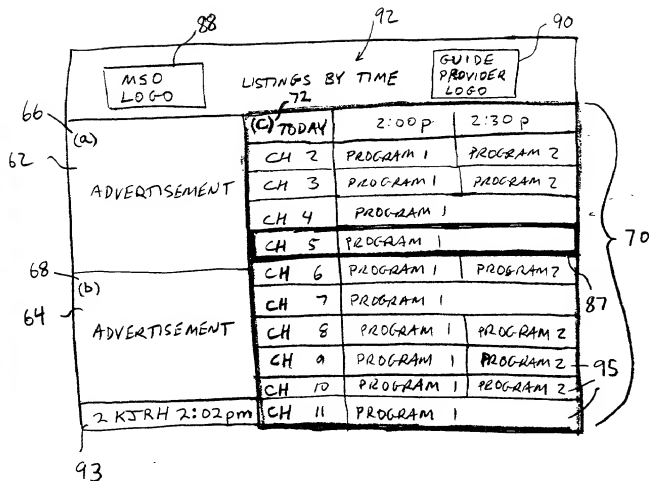 88
92
90
MSO
LOGO
LISTINGS BY TIME
GUIDE
PROVIDER
LOGO
66
(a)
(C) 72 TODAY 2:00 p 2:30 p
CH 2 PROGRAM 1 PROGRAM 2
62
CH 3 PROGRAM 1 PROGRAM 2
ADVERTISEMENT
CH 4 PROGRAM 1
70
CH 5 PROGRAM 1
68
(b)
CH 6 PROGRAM 1 PROGRAM 2
87
64
CH 7 PROGRAM 1
ADVERTISEMENT
CH 8 PROGRAM 1 PROGRAM 2
CH 9 PROGRAM 1 PROGRAM 2
95
CH 10 PROGRAM 1 PROGRAM 2
2 KJRH 2:02pm
CH 11 PROGRAM 1
93